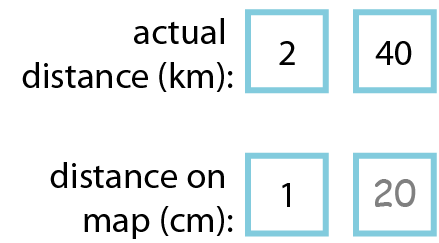 actual
distance (km): 2 40
distance on
map (cm): 1 20